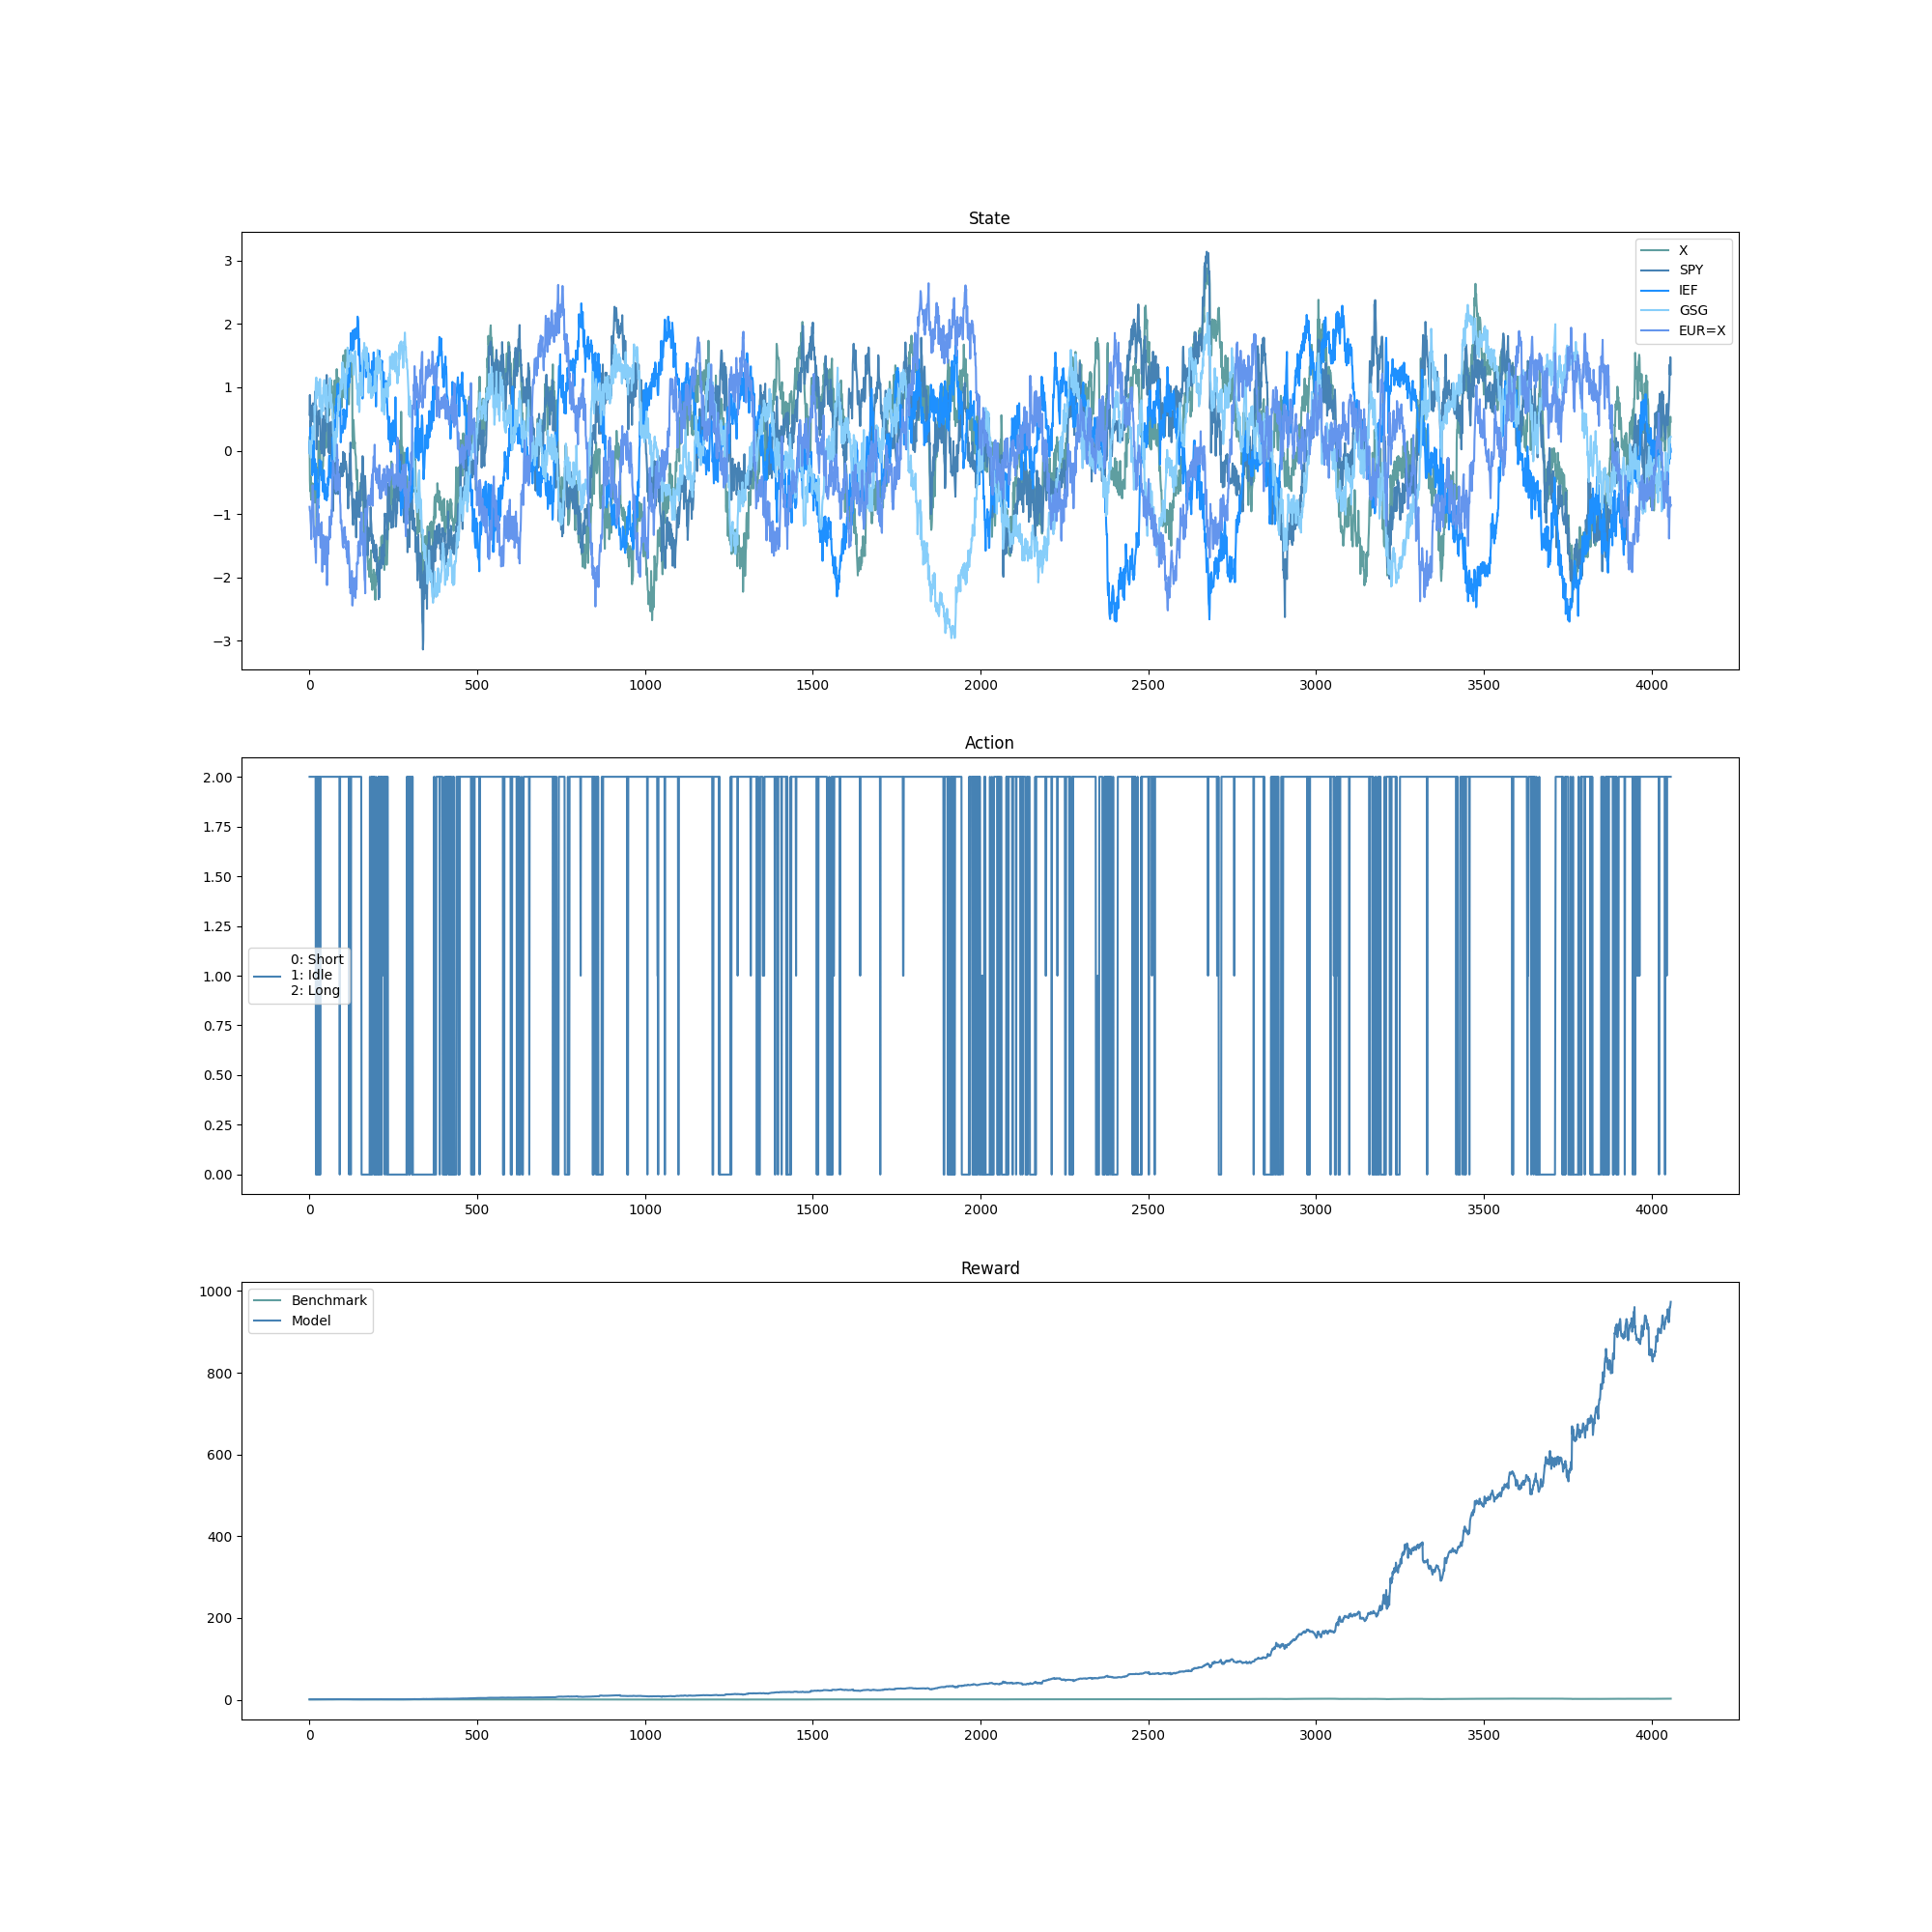 State
3
2
1
0
−1
−2
−3
X
SPY
IEF
GSG
EUR=X
0 500 1000 1500 2000 2500 3000 3500 4000
Action
2.00
1.75
1.50
1.25
1.00
0.75
0.50
0.25
0.00
0: Short
1: Idle
2: Long
0 500 1000 1500 2000 2500 3000 3500 4000
Reward
1000
800
600
400
200
0
Benchmark
Model
0 500 1000 1500 2000 2500 3000 3500 4000